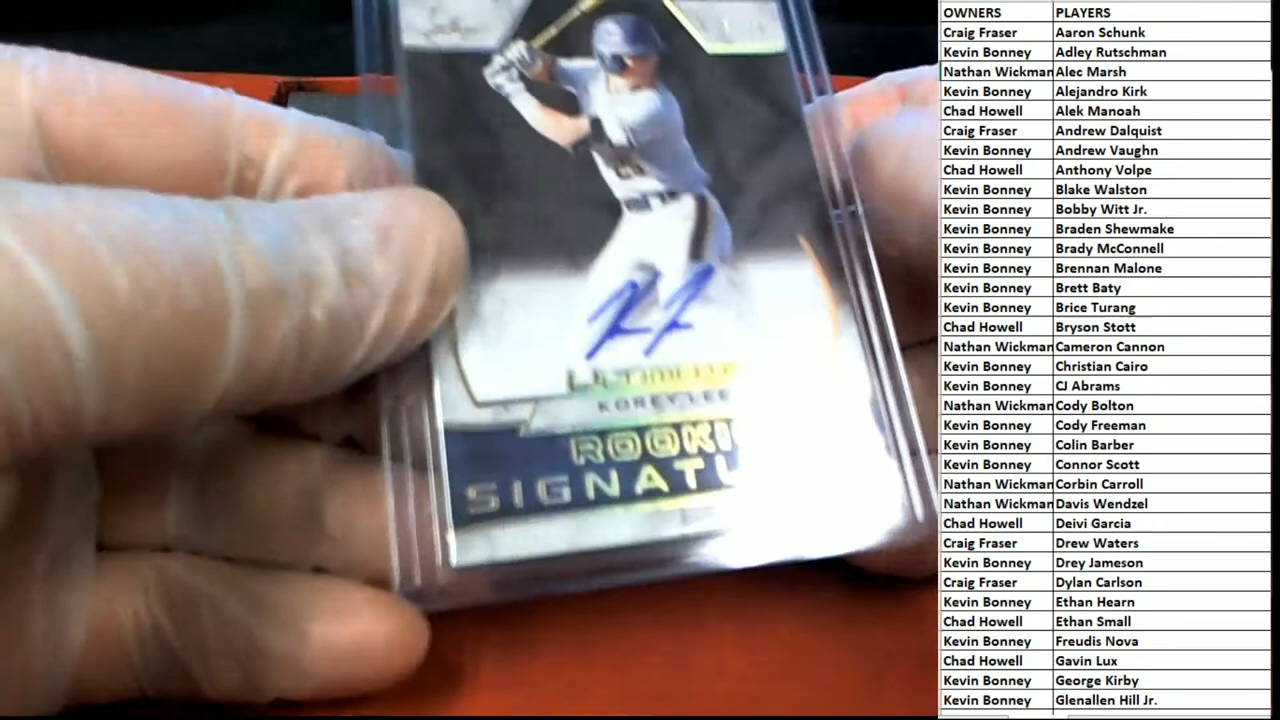 KOREY LEE
ROOKI
SIGNATU
OWNERS PLAYERS
Craig Fraser Aaron Schunk
Kevin Bonney Adley Rutschman
Nathan Wickman Alec Marsh
Kevin Bonney Alejandro Kirk
Chad Howell Alek Manoah
Craig Fraser Andrew Dalquist
Kevin Bonney Andrew Vaughn
Chad Howell Anthony Volpe
Kevin Bonney Blake Walston
Kevin Bonney Bobby Witt Jr.
Kevin Bonney Braden Shewmake
Kevin Bonney Brady McConnell
Kevin Bonney Brennan Malone
Kevin Bonney Brett Baty
Kevin Bonney Brice Turang
Chad Howell Bryson Stott
Nathan Wickman Cameron Cannon
Kevin Bonney Christian Cairo
Kevin Bonney CJ Abrams
Nathan Wickman Cody Bolton
Kevin Bonney Cody Freeman
Kevin Bonney Colin Barber
Kevin Bonney Connor Scott
Nathan Wickman Corbin Carroll
Nathan Wickman Davis Wendzel
Chad Howell Deivi Garcia
Craig Fraser Drew Waters
Kevin Bonney Drey Jameson
Craig Fraser Dylan Carlson
Kevin Bonney Ethan Hearn
Chad Howell Ethan Small
Kevin Bonney Freudis Nova
Chad Howell Gavin Lux
Kevin Bonney George Kirby
Kevin Bonney Glenallen Hill Jr.